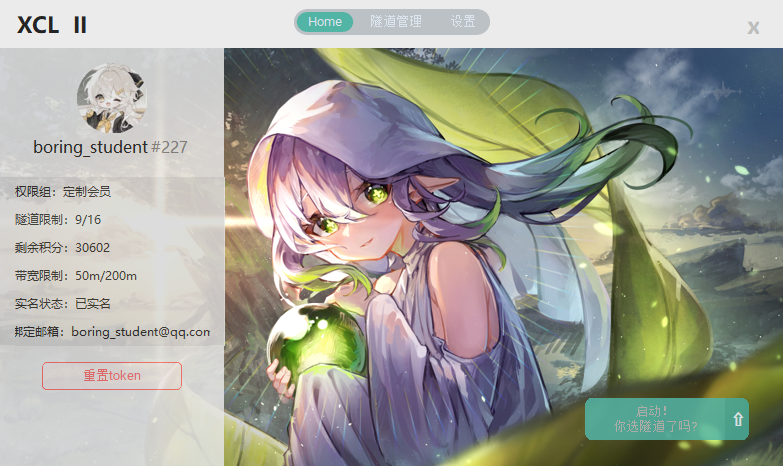 XCL II
Home
隧道管理
设置
x
boring_student #227
权限组：定制会员
隧道限制：9/16
剩余积分：30602
带宽限制：50m/200m
实名状态：已实名
绑定邮箱：boring_student@qq.com
重置token
启动！
你选隧道了吗？